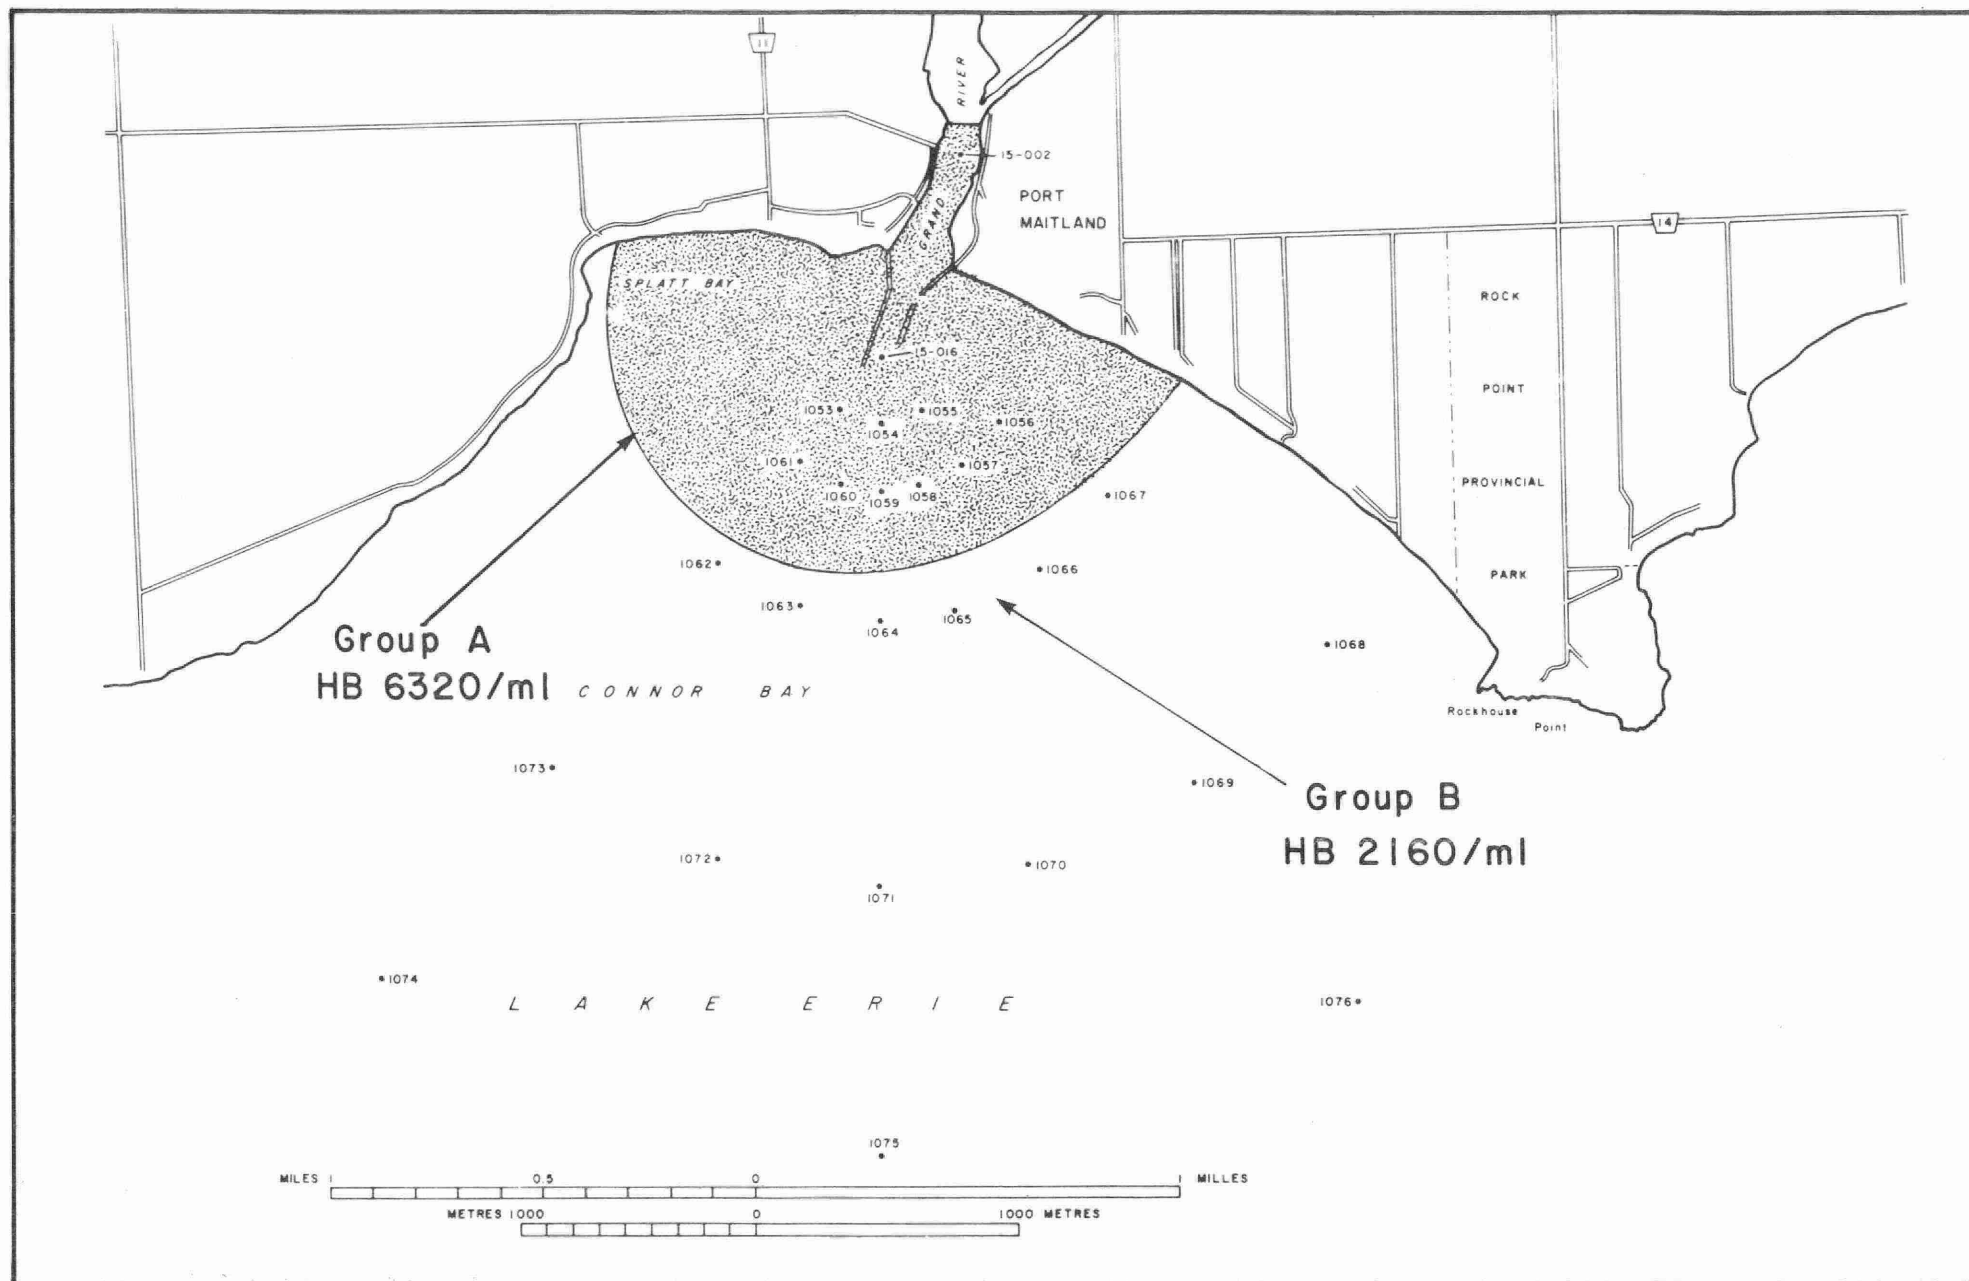 11
RIVER
15-002
PORT
MAITLAND
GRAND
14
SPLATT BAY
ROCK
15-016
POINT
1053
1055
1054
1056
1061
1057
PROVINCIAL
1060
1059
1058
1067
1062
1066
PARK
1063
1065
1064
Group A
1068
HB 6320/ml
CONNOR BAY
Rockhouse
Point
1073
1069
Group B
HB 2160/ml
1072
1070
1071
1074
LAKE ERIE
1076
1075
MILES 1 0.5 0 1 MILLES
METRES 1000 0 1000 METRES